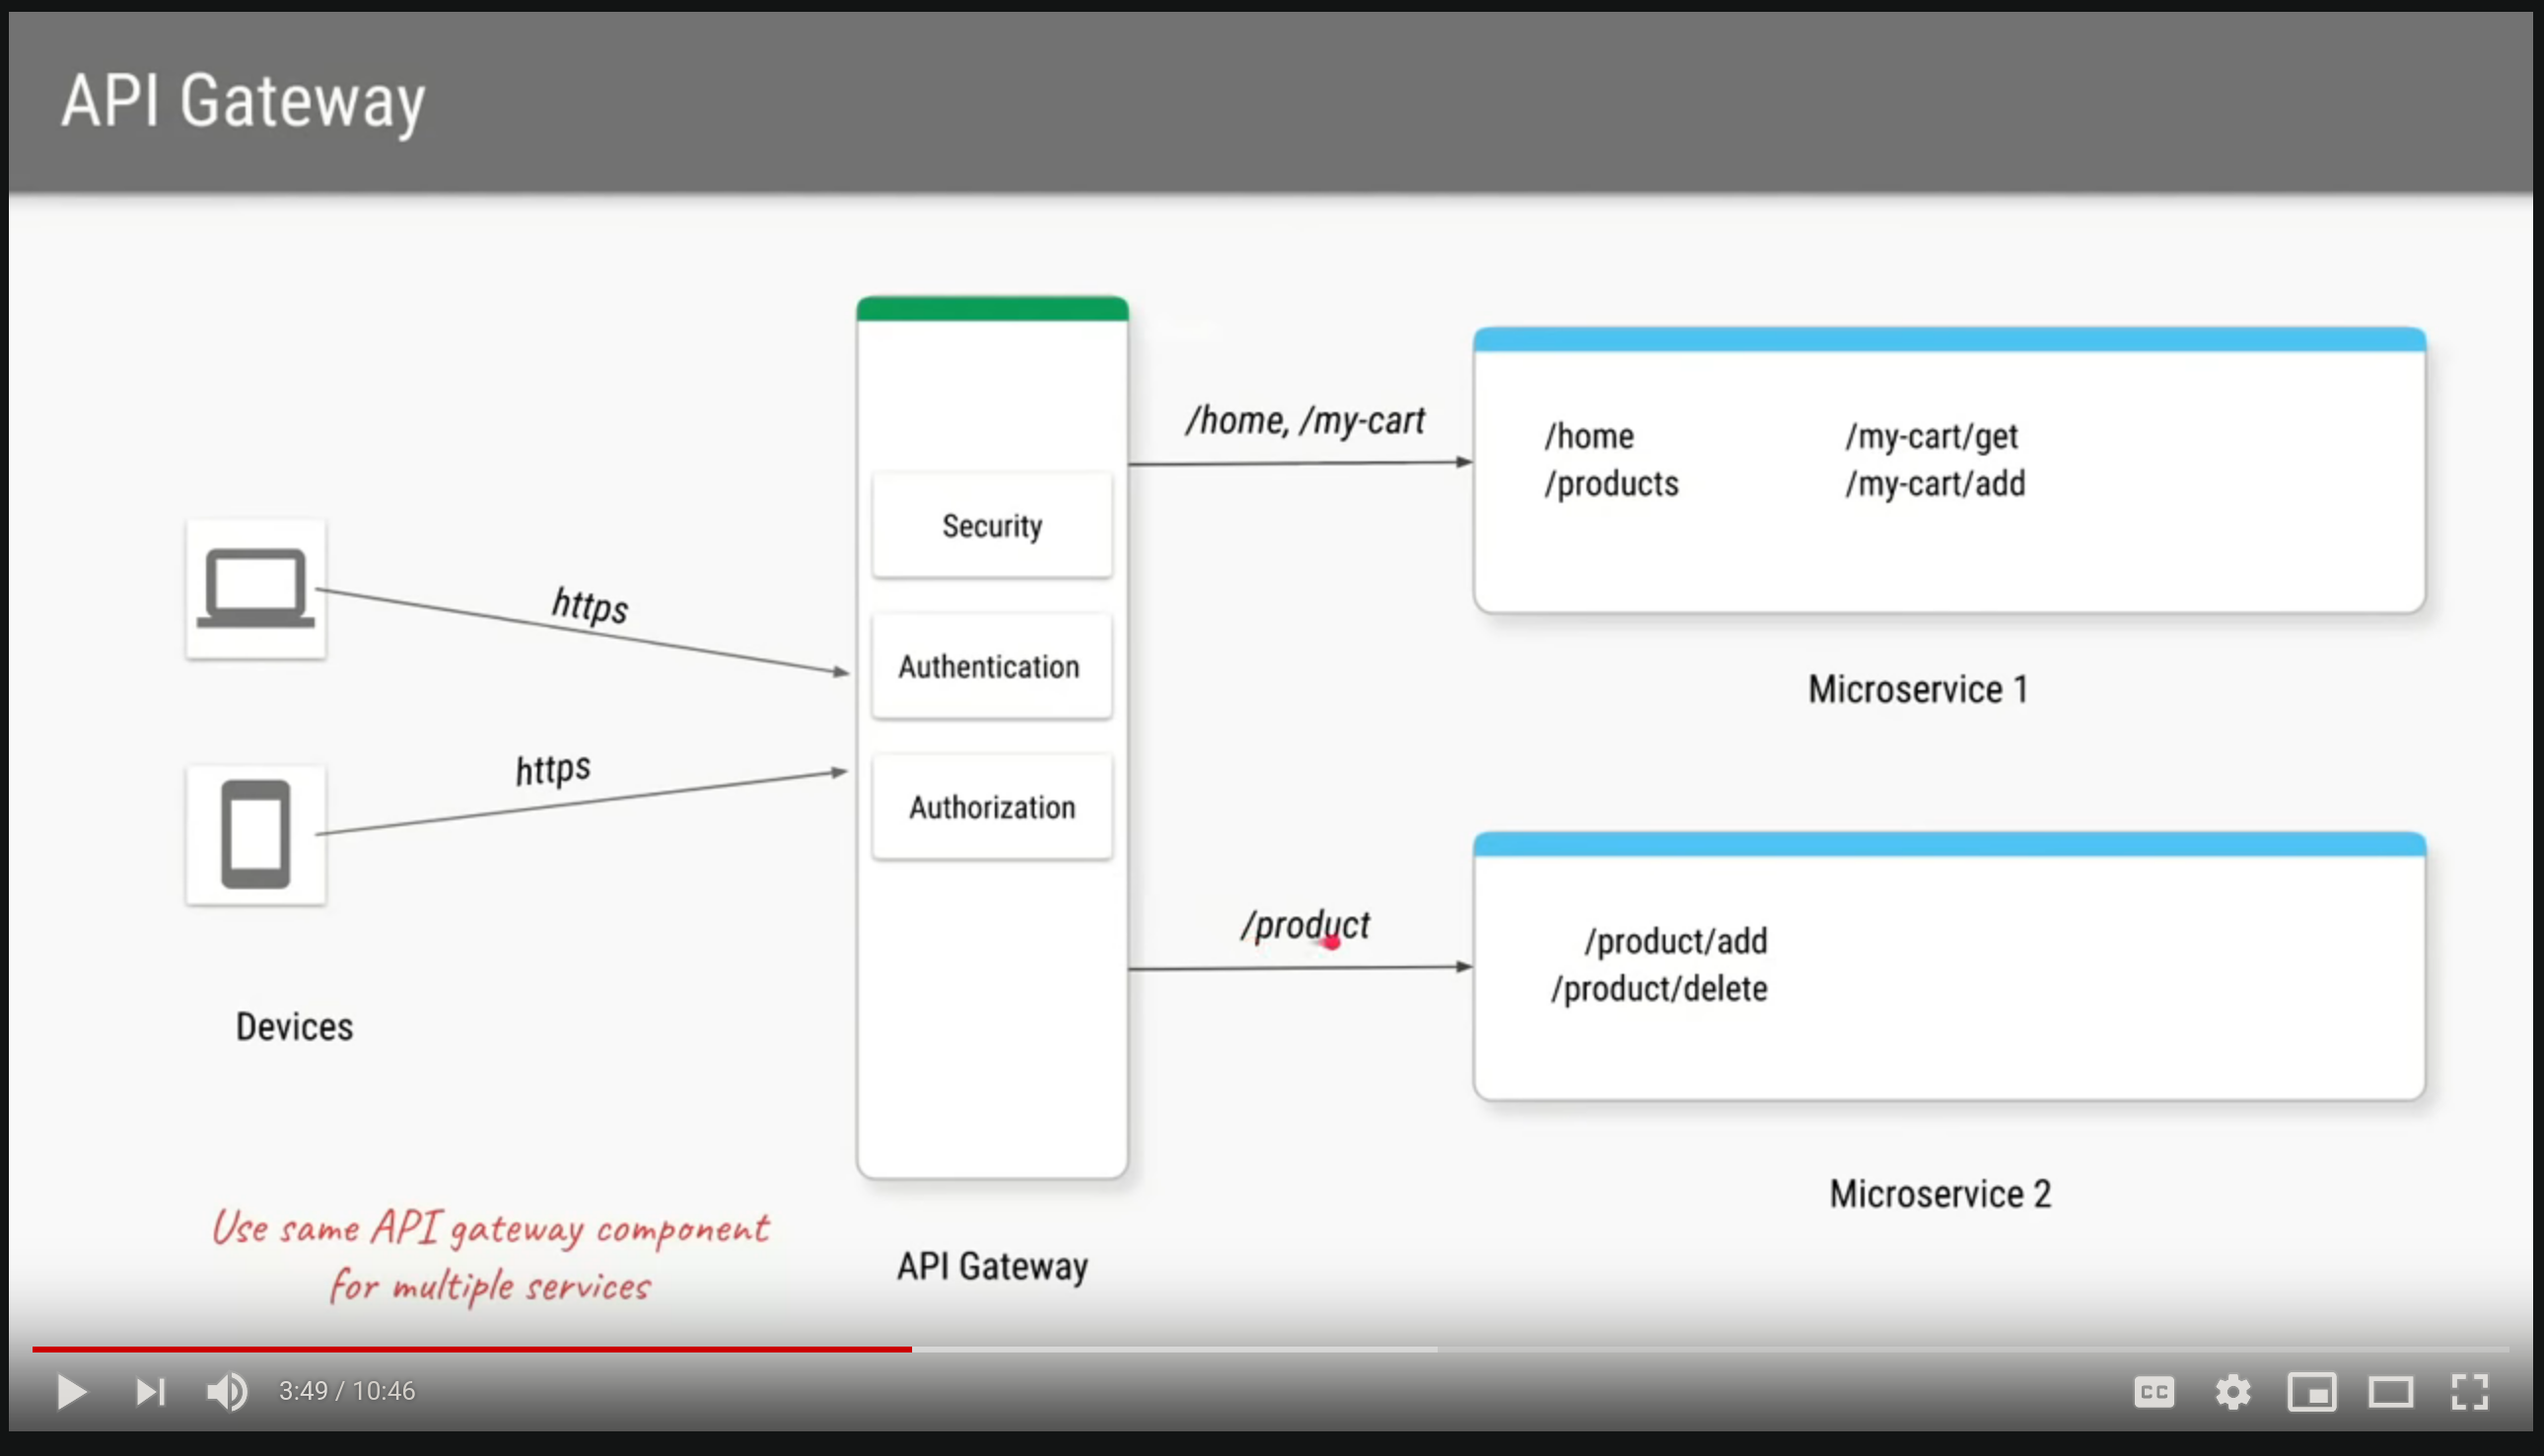 API Gateway
/home, /my-cart
/home
/my-cart/get
/products
/my-cart/add
Security
https
Authentication
Microservice 1
https
Authorization
/product
/product/add
/product/delete
Devices
Microservice 2
Use same API gateway component
for multiple services
API Gateway
3:49 / 10:46
CC